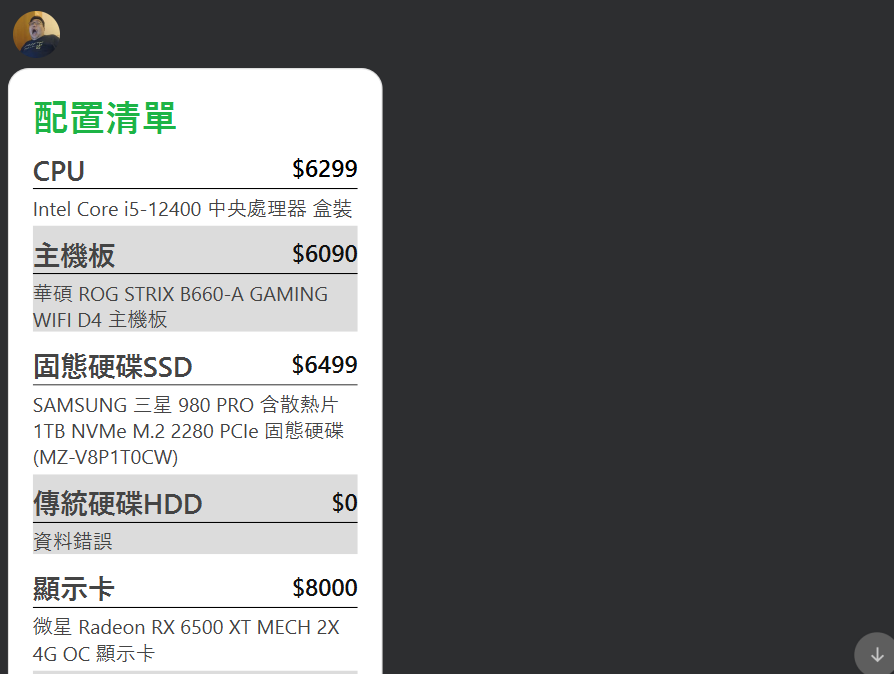 配置清單
CPU $6299
Intel Core i5-12400 中央處理器 盒裝
主機板 $6090
華碩 ROG STRIX B660-A GAMING
WIFI D4 主機板
固態硬碟SSD $6499
SAMSUNG 三星 980 PRO 含散熱片
1TB NVMe M.2 2280 PCIe 固態硬碟
(MZ-V8P1T0CW)
傳統硬碟HDD $0
資料錯誤
顯示卡 $8000
微星 Radeon RX 6500 XT MECH 2X
4G OC 顯示卡